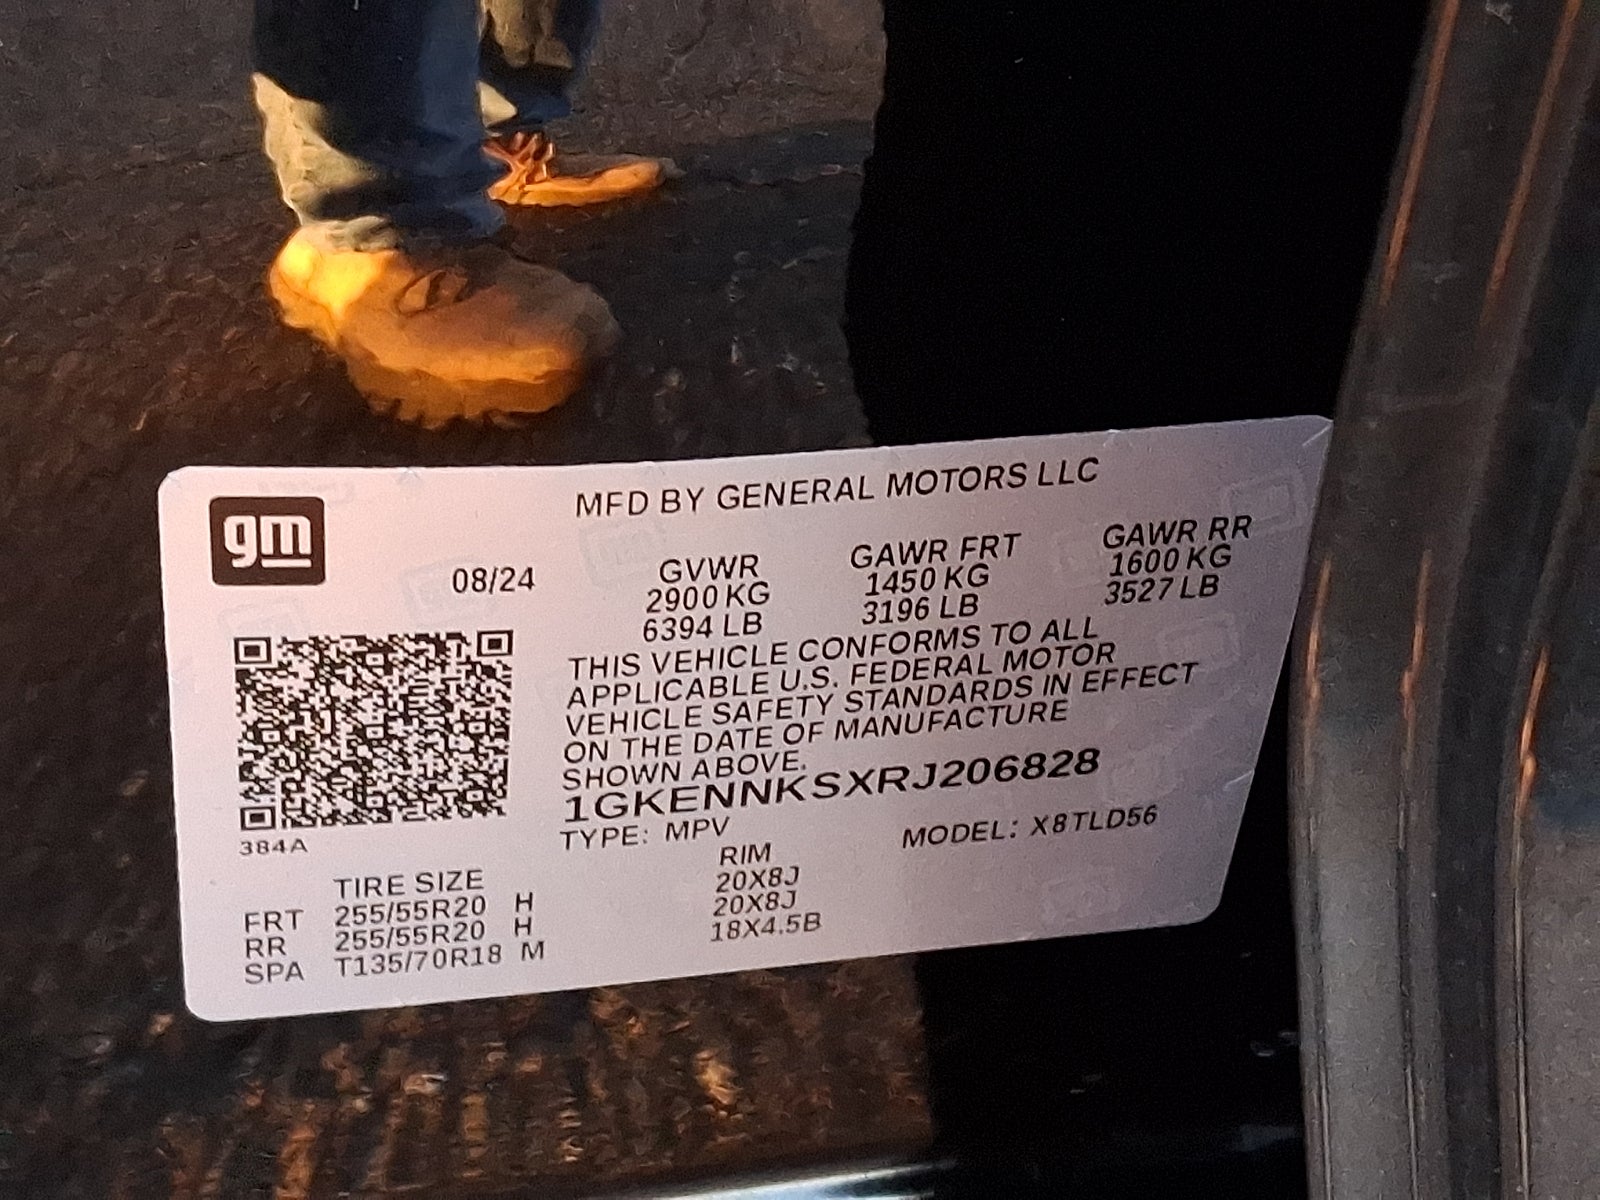 gm
MFD BY GENERAL MOTORS LLC
08/24
GVWR
2900 KG
6394 LB
GAWR FRT
1450 KG
3196 LB
GAWR RR
1600 KG
3527 LB
THIS VEHICLE CONFORMS TO ALL
APPLICABLE U.S. FEDERAL MOTOR
VEHICLE SAFETY STANDARDS IN EFFECT
ON THE DATE OF MANUFACTURE
SHOWN ABOVE.
1GKENNKSXRJ206828
TYPE: MPV
MODEL: X8TLD56
384A
TIRE SIZE
RIM
FRT 255/55R20 H 20X8J
RR 255/55R20 H 20X8J
SPA T135/70R18 M 18X4.5B